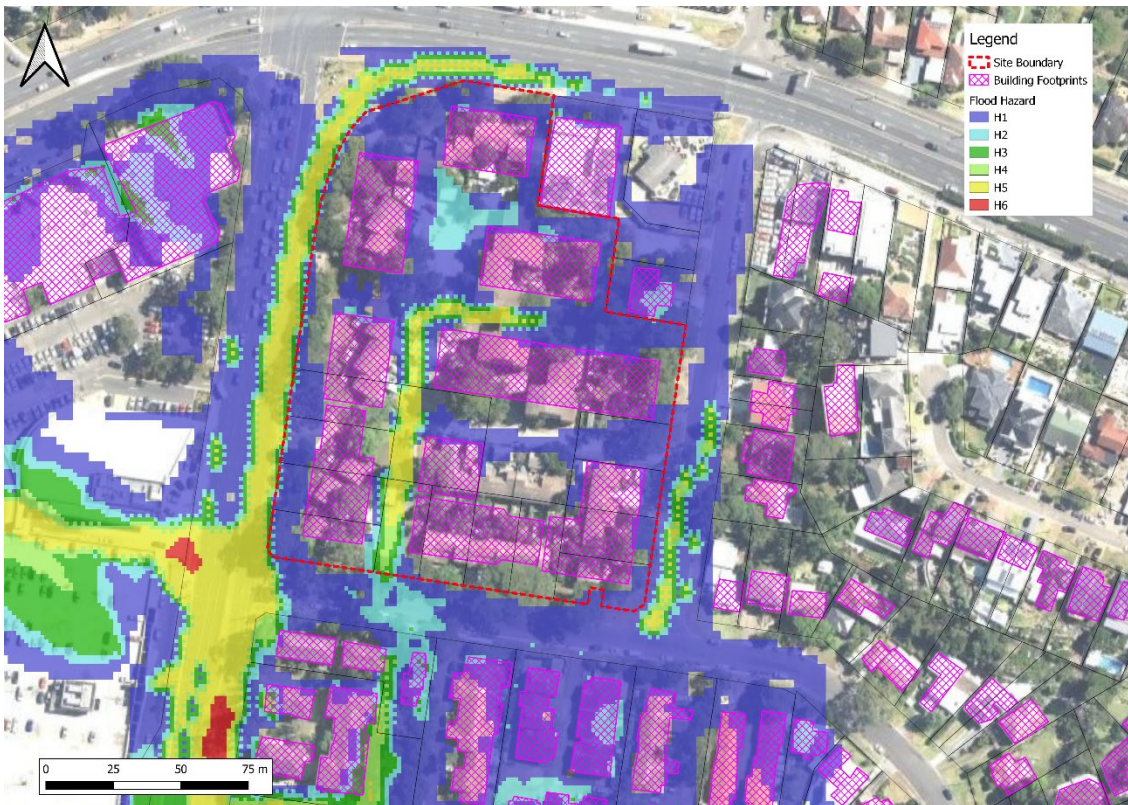 Legend
Site Boundary
Building Footprints
Flood Hazard
H1
H2
H3
H4
H5
H6
0 25 50 75 m